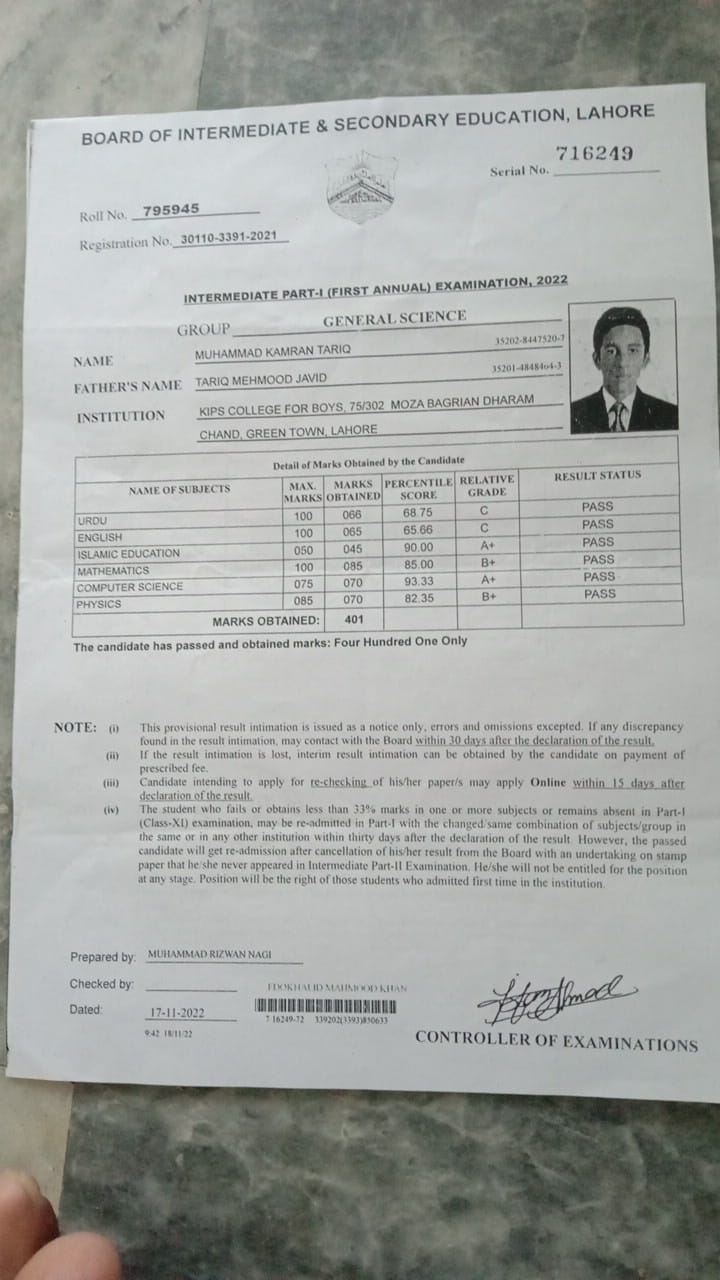 BOARD OF INTERMEDIATE & SECONDARY EDUCATION, LAHORE
Serial No. 716249
Roll No. 795945
Registration No. 30110-3391-2021
INTERMEDIATE PART-I (FIRST ANNUAL) EXAMINATION, 2022
GROUP GENERAL SCIENCE
NAME MUHAMMAD KAMRAN TARIQ 35202-8447520-7
FATHER'S NAME TARIQ MEHMOOD JAVID 35201-4848464-3
INSTITUTION KIPS COLLEGE FOR BOYS, 75/302 MOZA BAGRIAN DHARAM
CHAND, GREEN TOWN, LAHORE
Detail of Marks Obtained by the Candidate
NAME OF SUBJECTS MAX. MARKS MARKS OBTAINED PERCENTILE SCORE RELATIVE GRADE RESULT STATUS
URDU 100 066 68.75 C PASS
ENGLISH 100 065 65.66 C PASS
ISLAMIC EDUCATION 050 045 90.00 A+ PASS
MATHEMATICS 100 085 85.00 B+ PASS
COMPUTER SCIENCE 075 070 93.33 A+ PASS
PHYSICS 085 070 82.35 B+ PASS
MARKS OBTAINED: 401
The candidate has passed and obtained marks: Four Hundred One Only
NOTE: (i) This provisional result intimation is issued as a notice only, errors and omissions excepted. If any discrepancy
found in the result intimation, may contact with the Board within 30 days after the declaration of the result.
(ii) If the result intimation is lost, interim result intimation can be obtained by the candidate on payment of
prescribed fee.
(iii) Candidate intending to apply for re-checking of his/her paper/s may apply Online within 15 days after
declaration of the result.
(iv) The student who fails or obtains less than 33% marks in one or more subjects or remains absent in Part-I
(Class-XI) examination, may be re-admitted in Part-I with the changed/same combination of subjects/group in
the same or in any other institution within thirty days after the declaration of the result. However, the passed
candidate will get re-admission after cancellation of his/her result from the Board with an undertaking on stamp
paper that he/she never appeared in Intermediate Part-II Examination. He/she will not be entitled for the position
at any stage. Position will be the right of those students who admitted first time in the institution.
Prepared by: MUHAMMAD RIZWAN NAGI
Checked by:
MAHMOOD KHAN
Dated: 17-11-2022
9:42 18/11/22
7 16249-72 339202(3393)850633
CONTROLLER OF EXAMINATIONS